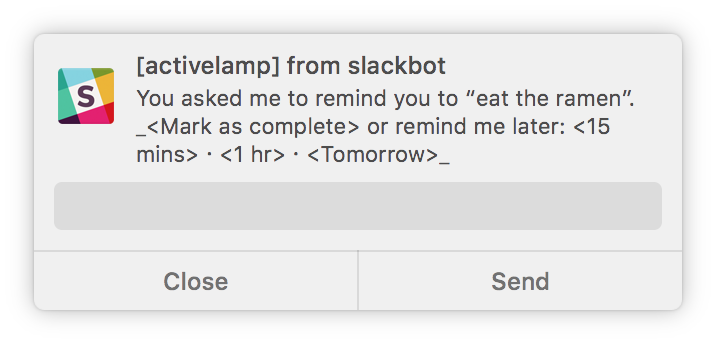 S
[activelamp] from slackbot
You asked me to remind you to “eat the ramen”.
_<Mark as complete> or remind me later: <15
mins> · <1 hr> · <Tomorrow>_
Close
Send